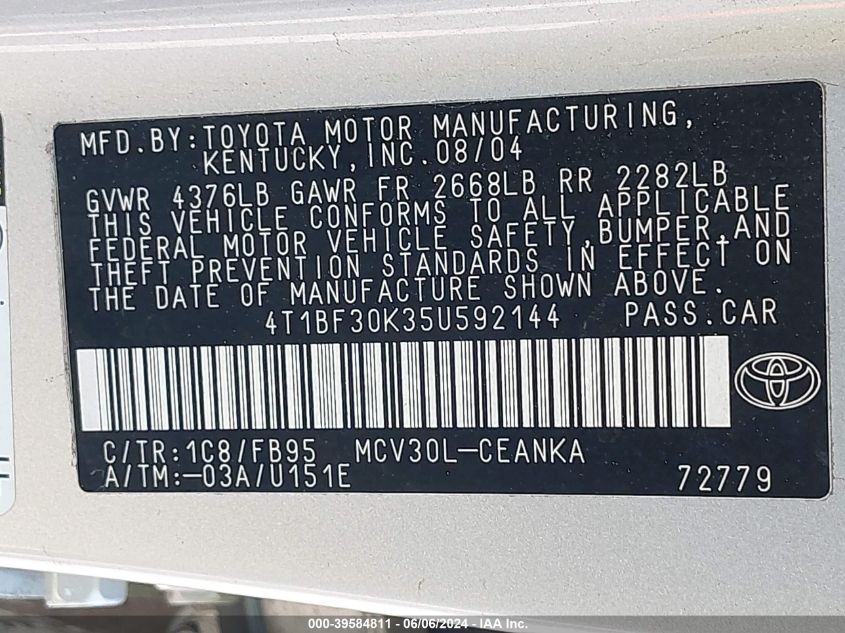 MFD.BY:TOYOTA MOTOR MANUFACTURING,
KENTUCKY,INC.08/04
GVWR 4376LB GAWR FR 2668LB RR 2282LB
THIS VEHICLE CONFORMS TO ALL APPLICABLE
FEDERAL MOTOR VEHICLE SAFETY,BUMPER,AND
THEFT PREVENTION STANDARDS IN EFFECT ON
THE DATE OF MANUFACTURE SHOWN ABOVE.
4T1BF30K35U592144 PASS.CAR
C/TR:1C8/FB95 MCV30L-CEANKA
A/TM:-03A/U151E 72779
000-39584811 - 06/06/2024 - IAA Inc.